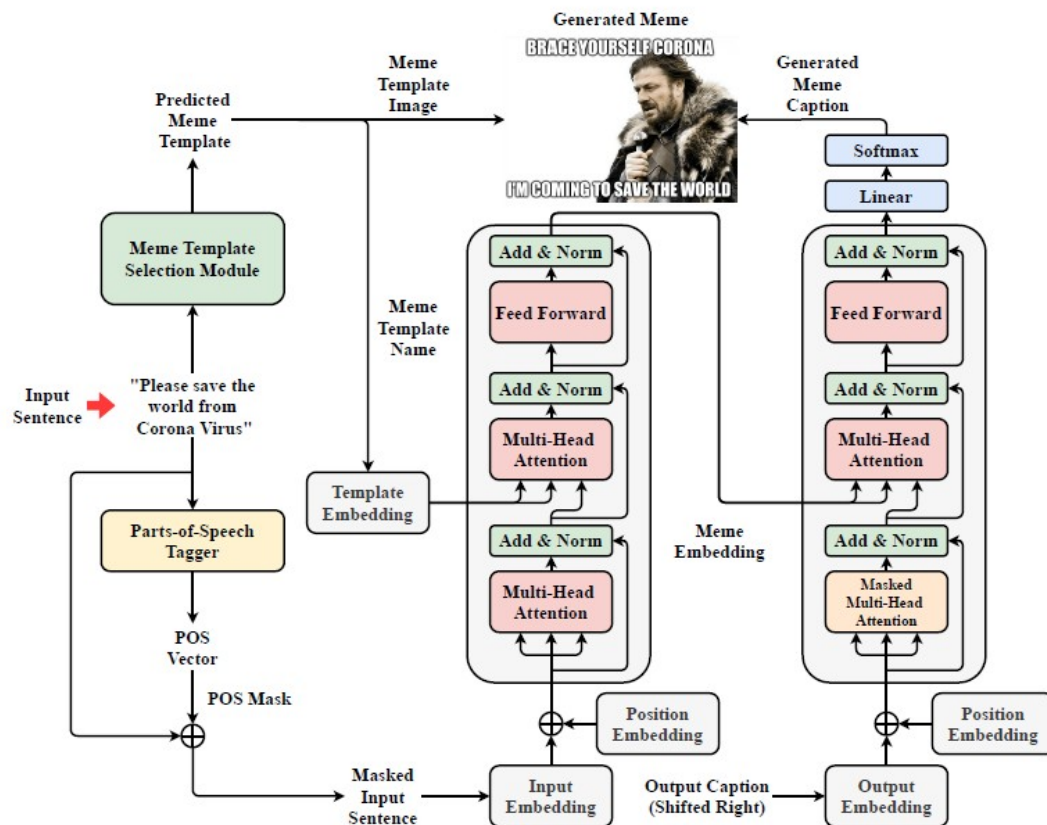 Generated Meme
BRACE YOURSELF CORONA
I'M COMING TO SAVE THE WORLD
Meme
Template
Image
Generated
Meme
Caption
Predicted
Meme
Template
Softmax
Linear
Meme Template
Selection Module
Add & Norm
Feed Forward
Add & Norm
Multi-Head
Attention
Add & Norm
Multi-Head
Attention
Add & Norm
Feed Forward
Add & Norm
Multi-Head
Attention
Add & Norm
Masked
Multi-Head
Attention
Meme
Template
Name
Input
Sentence
"Please save the
world from
Corona Virus"
Template
Embedding
Meme
Embedding
Parts-of-Speech
Tagger
POS
Vector
POS Mask
Position
Embedding
Position
Embedding
Masked
Input
Sentence
Input
Embedding
Output Caption
(Shifted Right)
Output
Embedding